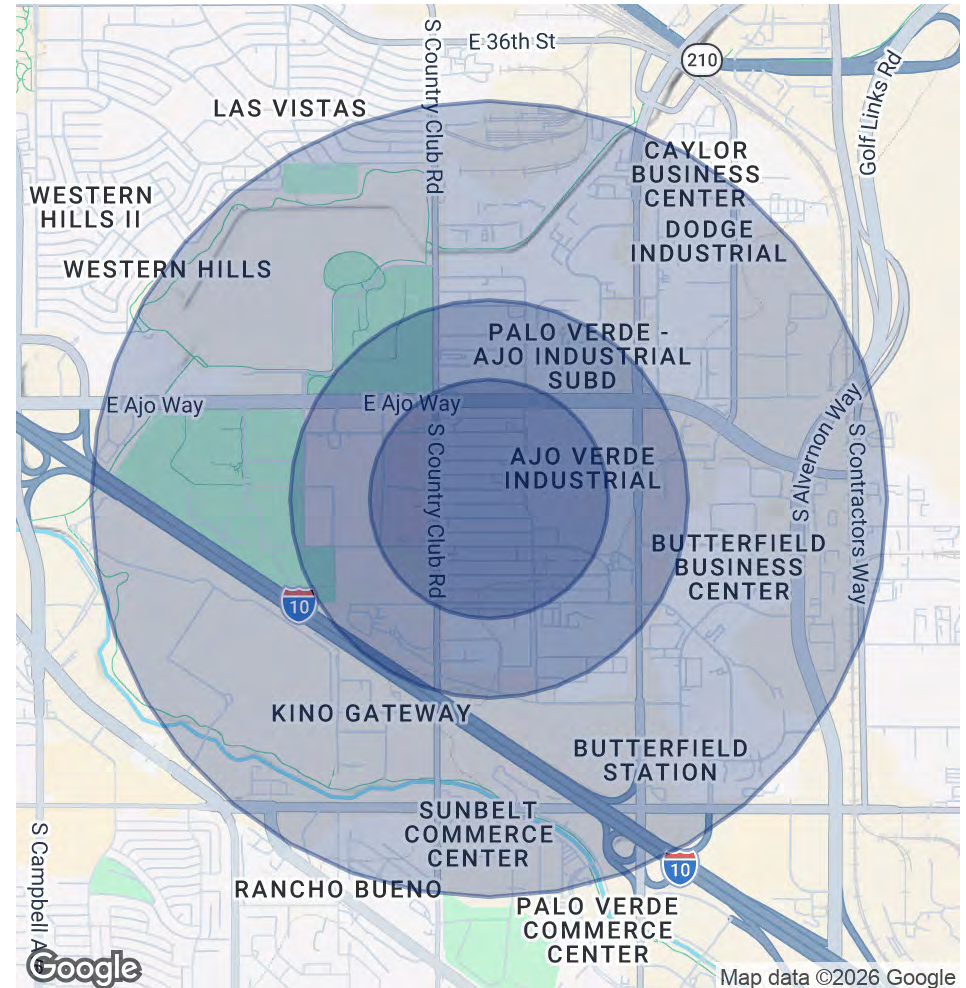 E 36th St
210
S Country Club Rd
Golf Links Rd
LAS VISTAS
CAYLOR
BUSINESS
CENTER
WESTERN
HILLS II
DODGE
INDUSTRIAL
WESTERN HILLS
PALO VERDE -
AJO INDUSTRIAL
SUBD
E Ajo Way
E Ajo Way
S Country Club Rd
AJO VERDE
INDUSTRIAL
S Alvernon Way
S Contractors Way
BUTTERFIELD
BUSINESS
CENTER
10
KINO GATEWAY
BUTTERFIELD
STATION
SUNBELT
COMMERCE
CENTER
S Campbell A
10
RANCHO BUENO
PALO VERDE
COMMERCE
CENTER
Google
Map data ©2026 Google